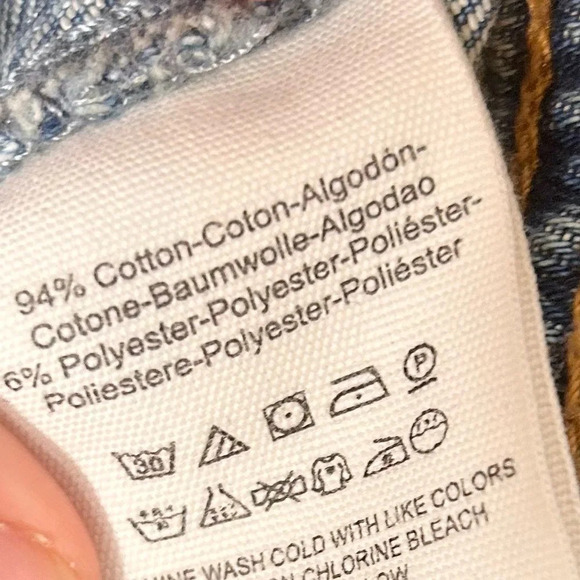 94% Cotton-Coton-Algodón-
Cotone-Baumwolle-Algodao
6% Polyester-Polyester-Poliéster-
Poliestere-Polyester-Poliéster
30 P
WASH COLD WITH LIKE COLORS
CHLORINE BLEACH